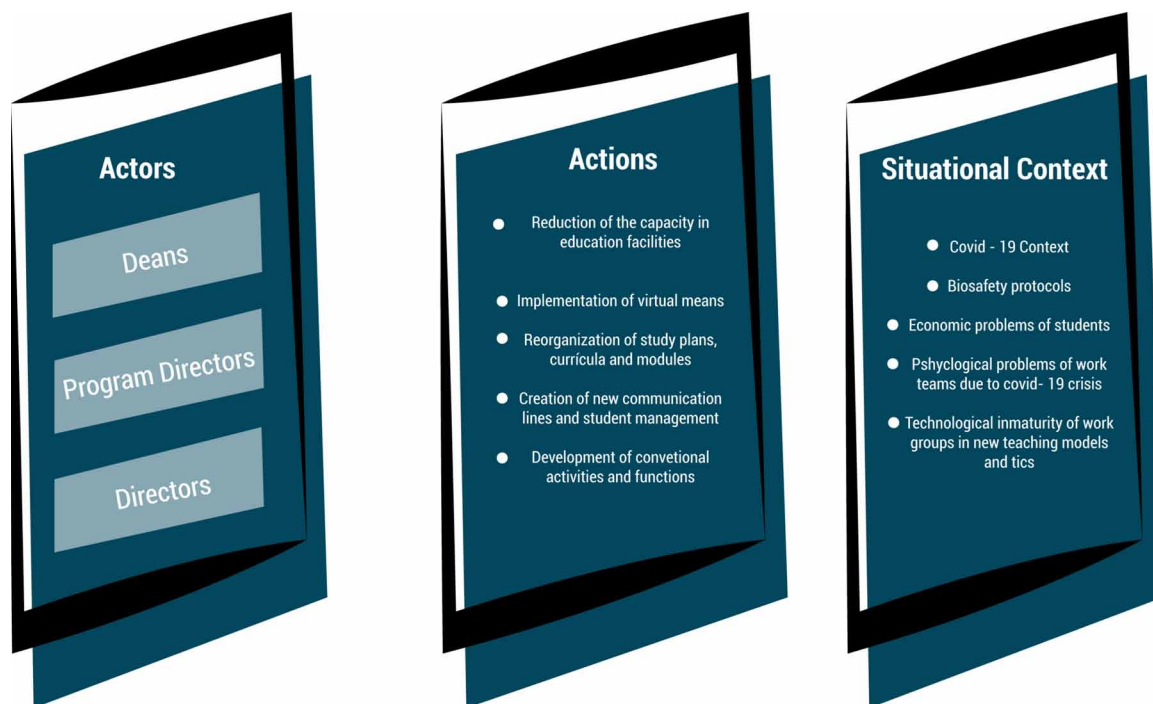 Actors
Deans
Program Directors
Directors
Actions
Reduction of the capacity in
education facilities
Implementation of virtual means
Reorganization of study plans,
currícula and modules
Creation of new communication
lines and student management
Development of convetional
activities and functions
Situational Context
Covid - 19 Context
Biosafety protocols
Economic problems of students
Pshyclogical problems of work
teams due to covid- 19 crisis
Technological inmaturity of work
groups in new teaching models
and tics